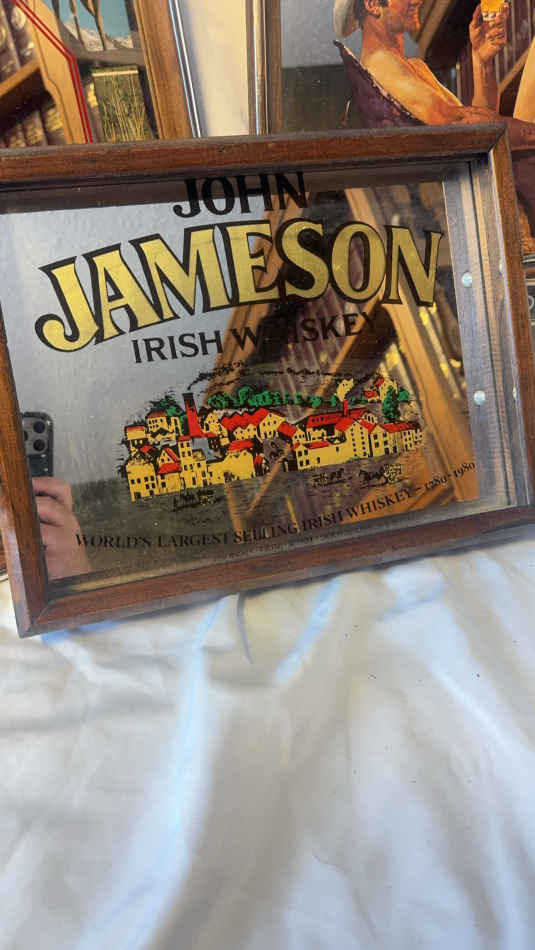 JOHN
JAMESON
IRISH WHISKEY
WORLD'S LARGEST SELLING IRISH WHISKEY - 1780-1980